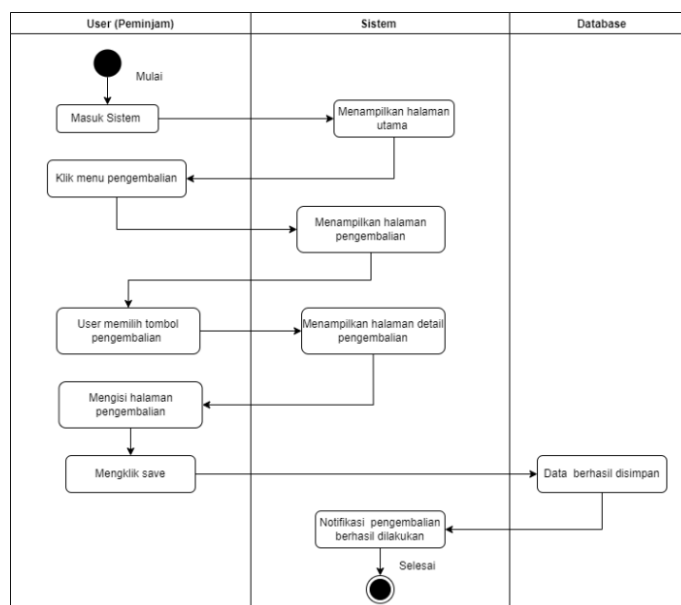 User (Peminjam)
Sistem
Database
Mulai
Masuk Sistem
Menampilkan halaman
utama
Klik menu pengembalian
Menampilkan halaman
pengembalian
User memilih tombol
pengembalian
Menampilkan halaman detail
pengembalian
Mengisi halaman
pengembalian
Mengklik save
Data berhasil disimpan
Notifikasi pengembalian
berhasil dilakukan
Selesai